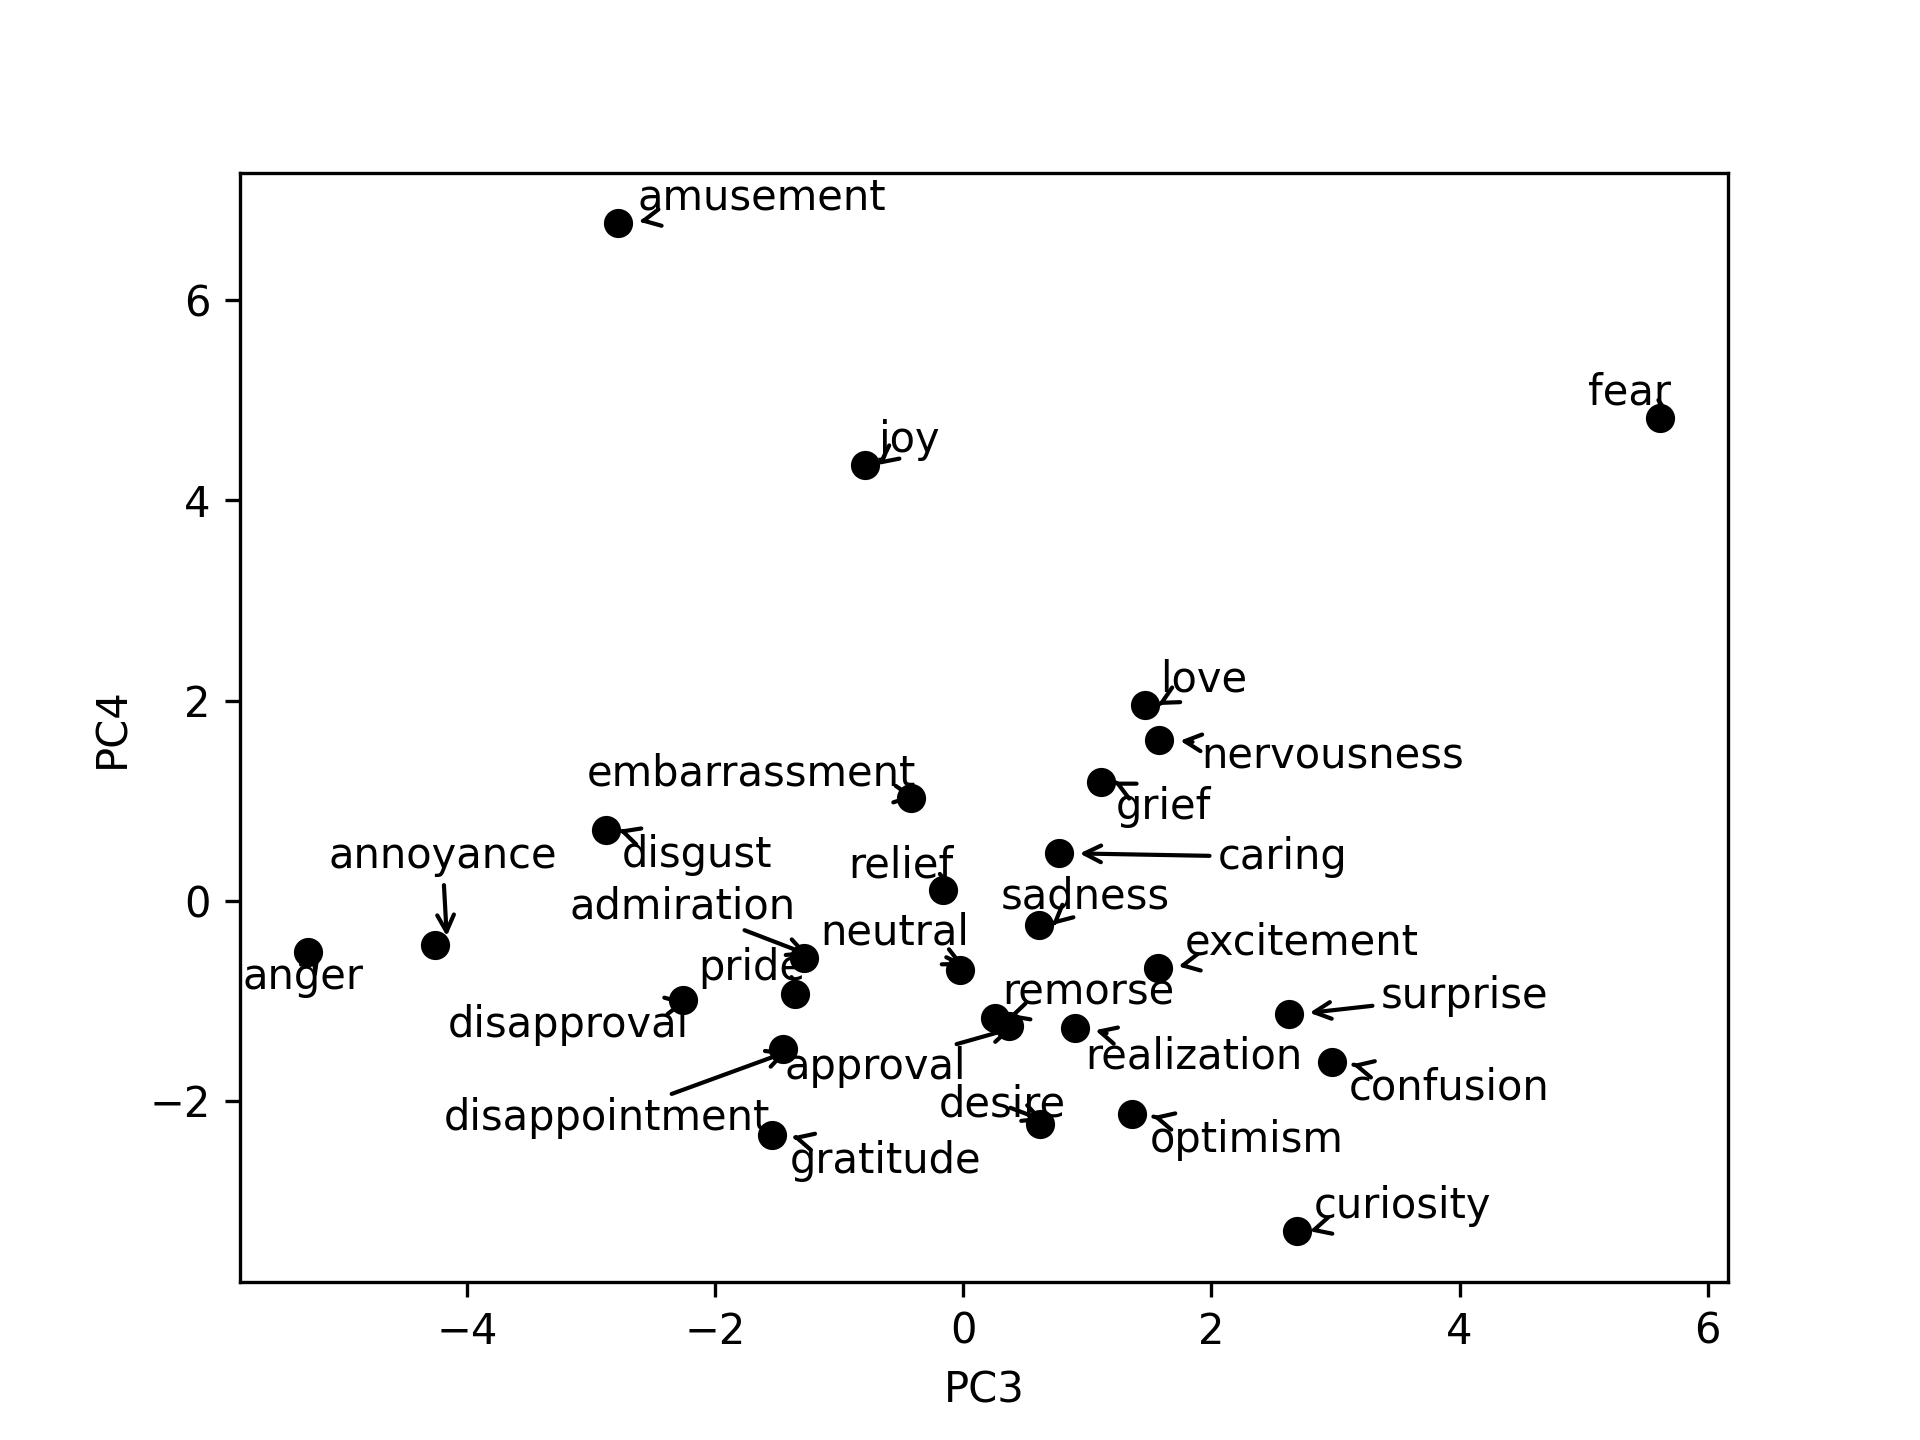 amusement
6
fear
joy
4
love
2
nervousness
embarrassment
grief
annoyance
disgust
relief
caring
sadness
0
admiration
neutral
excitement
anger
pride
remorse
surprise
disapproval
approval
realization
confusion
−2
disappointment
desire
optimism
gratitude
curiosity
PC4
−4 −2 0 2 4 6
PC3